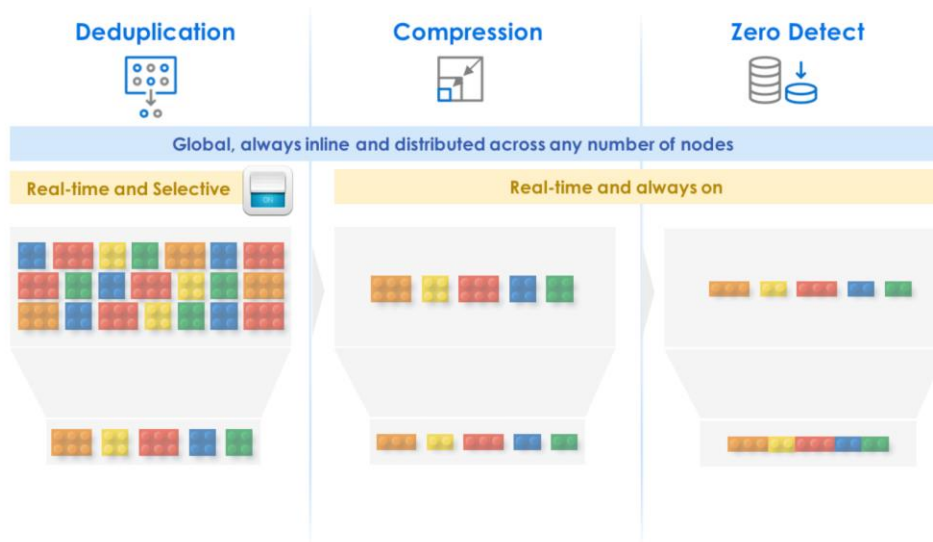 Deduplication
Compression
Zero Detect
Global, always inline and distributed across any number of nodes
Real-time and Selective
ON
Real-time and always on